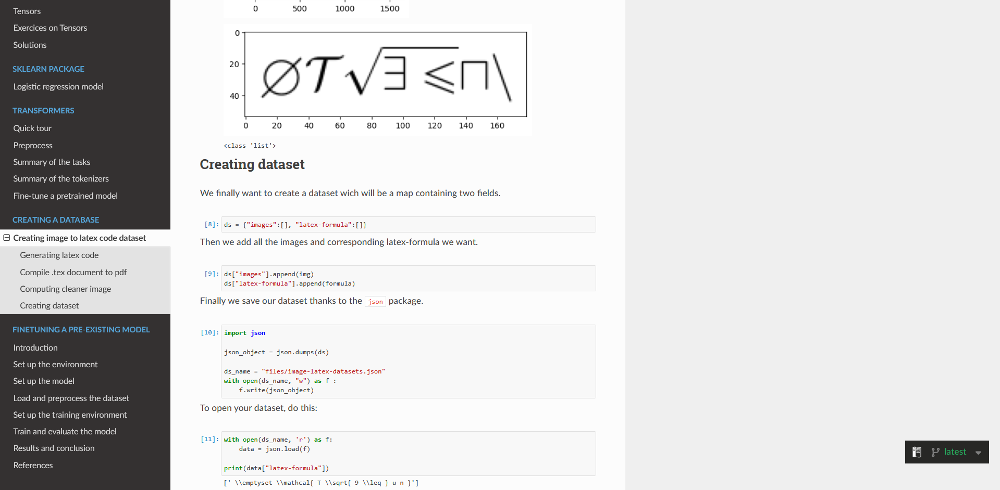 Tensors
Exercices on Tensors
Solutions
SKLEARN PACKAGE
Logistic regression model
TRANSFORMERS
Quick tour
Preprocess
Summary of the tasks
Summary of the tokenizers
Fine-tune a pretrained model
CREATING A DATABASE
Creating image to latex code dataset
Generating latex code
Compile .tex document to pdf
Computing cleaner image
Creating dataset
FINETUNING A PRE-EXISTING MODEL
Introduction
Set up the environment
Set up the model
Load and preprocess the dataset
Set up the training environment
Train and evaluate the model
Results and conclusion
References
0 500 1000 1500
0
20
40
∅ 𝒯 √∃ ⩽ ⊓ \
0 20 40 60 80 100 120 140 160
<class 'list'>
Creating dataset
We finally want to create a dataset wich will be a map containing two fields.
[8]: ds = {"images":[], "latex-formula":[]}
Then we add all the images and corresponding latex-formula we want.
[9]: ds["images"].append(img)
ds["latex-formula"].append(formula)
Finally we save our dataset thanks to the json package.
[10]: import json
json_object = json.dumps(ds)
ds_name = "files/image-latex-datasets.json"
with open(ds_name, "w") as f :
f.write(json_object)
To open your dataset, do this:
[11]: with open(ds_name, 'r') as f:
data = json.load(f)
print(data["latex-formula"])
[' \\emptyset \\mathcal{ T \\sqrt{ 9 \\leq } u n }']
latest